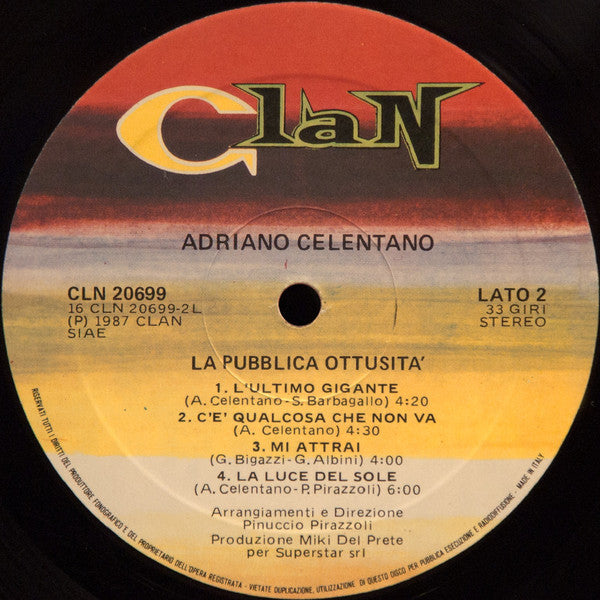 Clan
ADRIANO CELENTANO
CLN 20699
16 CLN 20699-2L
(P) 1987 CLAN
SIAE
LATO 2
33 GIRI
STEREO
LA PUBBLICA OTTUSITA'
1. L'ULTIMO GIGANTE
(A. Celentano-S. Barbagallo) 4:20
2. C'E' QUALCOSA CHE NON VA
(A. Celentano) 4:30
3. MI ATTRAI
(G. Bigazzi-G. Albini) 4:00
4. LA LUCE DEL SOLE
(A. Celentano-P. Pirazzoli) 6:00
Arrangiamenti e Direzione
Pinuccio Pirazzoli
Produzione Miki Del Prete
per Superstar srl
RISERVATI TUTTI I DIRITTI DEL PRODUTTORE FONOGRAFICO E DEL PROPRIETARIO DELL'OPERA REGISTRATA - VIETATE DUPLICAZIONE, UTILIZZAZIONE DI QUESTO DISCO PER PUBBLICA ESECUZIONE E RADIODIFFUSIONE - MADE IN ITALY